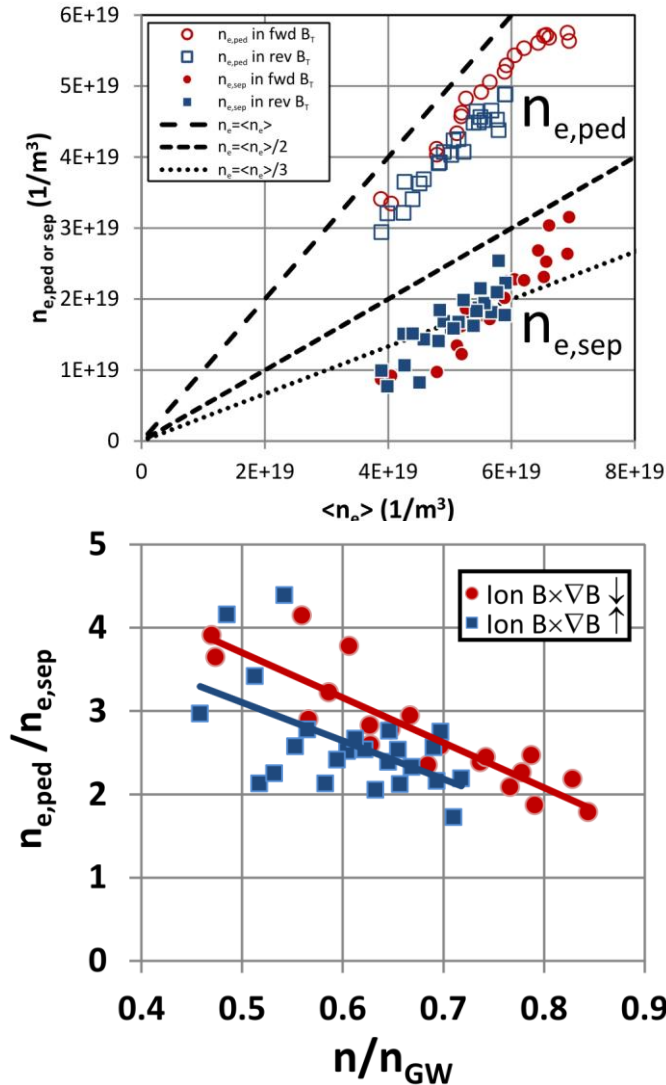 6E+19
5E+19
4E+19
3E+19
2E+19
1E+19
0
n_e,ped or sep (1/m³)
n_e,ped in fwd B_T
n_e,ped in rev B_T
n_e,sep in fwd B_T
n_e,sep in rev B_T
n_e=<n_e>
n_e=<n_e>/2
n_e=<n_e>/3
n_e,ped
n_e,sep
0 2E+19 4E+19 6E+19 8E+19
<n_e> (1/m³)
5
4
3
2
1
0
n_e,ped /n_e,sep
Ion B×∇B ↓
Ion B×∇B ↑
0.4 0.5 0.6 0.7 0.8 0.9
n/n_GW